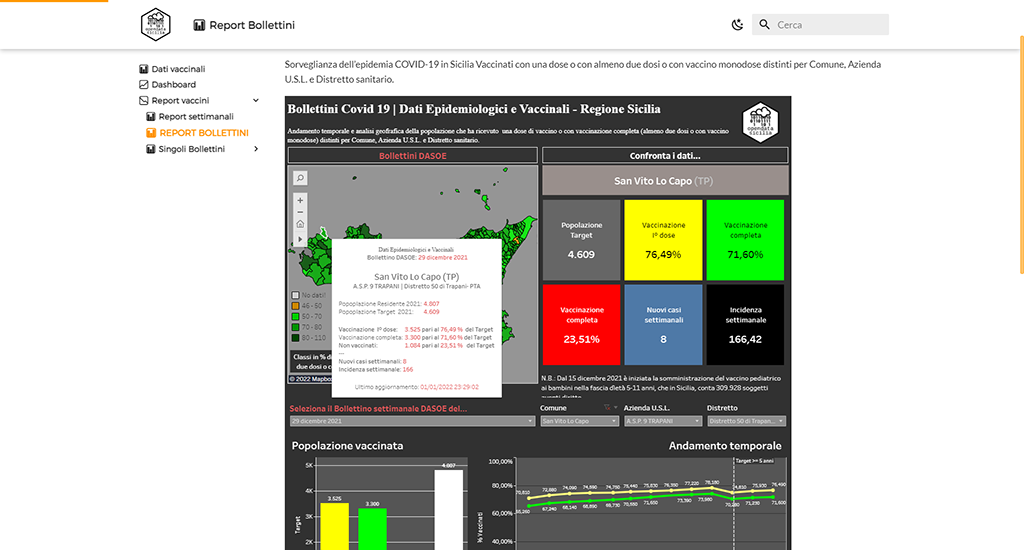 opendata
sicilia
Report Bollettini
Cerca
Dati vaccinali
Dashboard
Report vaccini
Report settimanali
REPORT BOLLETTINI
Singoli Bollettini
Sorveglianza dell'epidemia COVID-19 in Sicilia Vaccinati con una dose o con almeno due dosi o con vaccino monodose distinti per Comune, Azienda
U.S.L. e Distretto sanitario.
Bollettini Covid 19 | Dati Epidemiologici e Vaccinali - Regione Sicilia
Andamento temporale e analisi geografica della popolazione che ha ricevuto una dose di vaccino o con vaccinazione completa (almeno due dosi o con vaccino
monodose) distinti per Comune, Azienda U.S.L. e Distretto sanitario.
opendata
sicilia
Bollettini DASOE
Confronta i dati...
San Vito Lo Capo (TP)
Popolazione
Target
4.609
Vaccinazione
I° dose
76,49%
Vaccinazione
completa
71,60%
Vaccinazione
completa
23,51%
Nuovi casi
settimanali
8
Incidenza
settimanale
166,42
Dati Epidemiologici e Vaccinali
Bollettino DASOE: 29 dicembre 2021
San Vito Lo Capo (TP)
A.S.P. 9 TRAPANI | Distretto 50 di Trapani- PTA
Popopolazione Residente 2021: 4.807
Popopolazione Target 2021: 4.609
Vaccinazione I° dose: 3.525 pari al 76,49 % del Target
Vaccinazione completa: 3.300 pari al 71,60 % del Target
Non vaccinati: 1.084 pari al 23,51 % del Target
---
Nuovi casi settimanali: 8
Incidenza settimanale: 166
Ultimo aggiornamento: 01/01/2022 23:29:02
No dati!
46 - 50
50 - 70
70 - 80
80 - 110
Classi in % di
due dosi o c
© 2022 Mapbox
N.B.: Dal 15 dicembre 2021 è iniziata la somministrazione del vaccino pediatrico
ai bambini nella fascia d'età 5-11 anni, che in Sicilia, conta 309.928 soggetti
Seleziona il Bollettino settimanale DASOE del...
29 dicembre 2021
Comune
San Vito Lo Capo
Azienda U.S.L.
A.S.P. 9 TRAPANI
Distretto
Distretto 50 di Trapan...
Popolazione vaccinata
5K
4K
3K
2K
Target
3.525
3.300
4.807
Andamento temporale
Target >= 5 anni
100,00%
80,00%
60,00%
40,00%
% Vaccinati